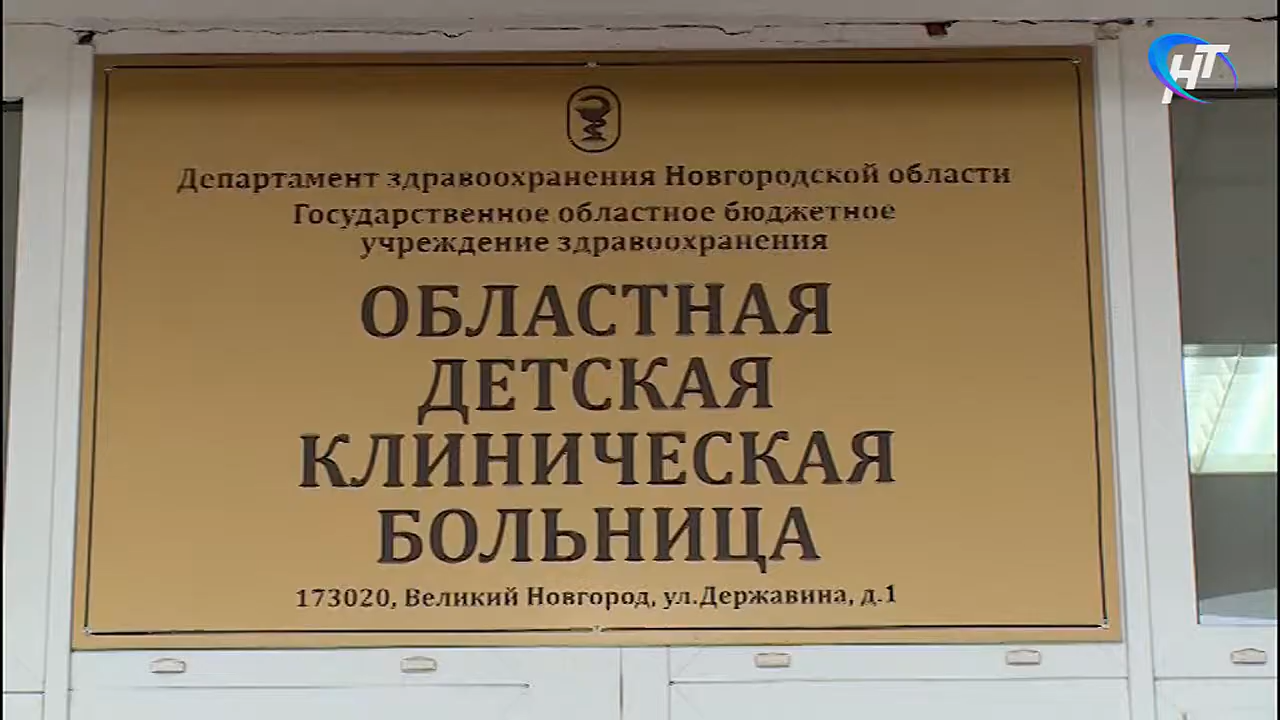 НТ
Департамент здравоохранения Новгородской области
Государственное областное бюджетное
учреждение здравоохранения
ОБЛАСТНАЯ
ДЕТСКАЯ
КЛИНИЧЕСКАЯ
БОЛЬНИЦА
173020, Великий Новгород, ул.Державина, д.1